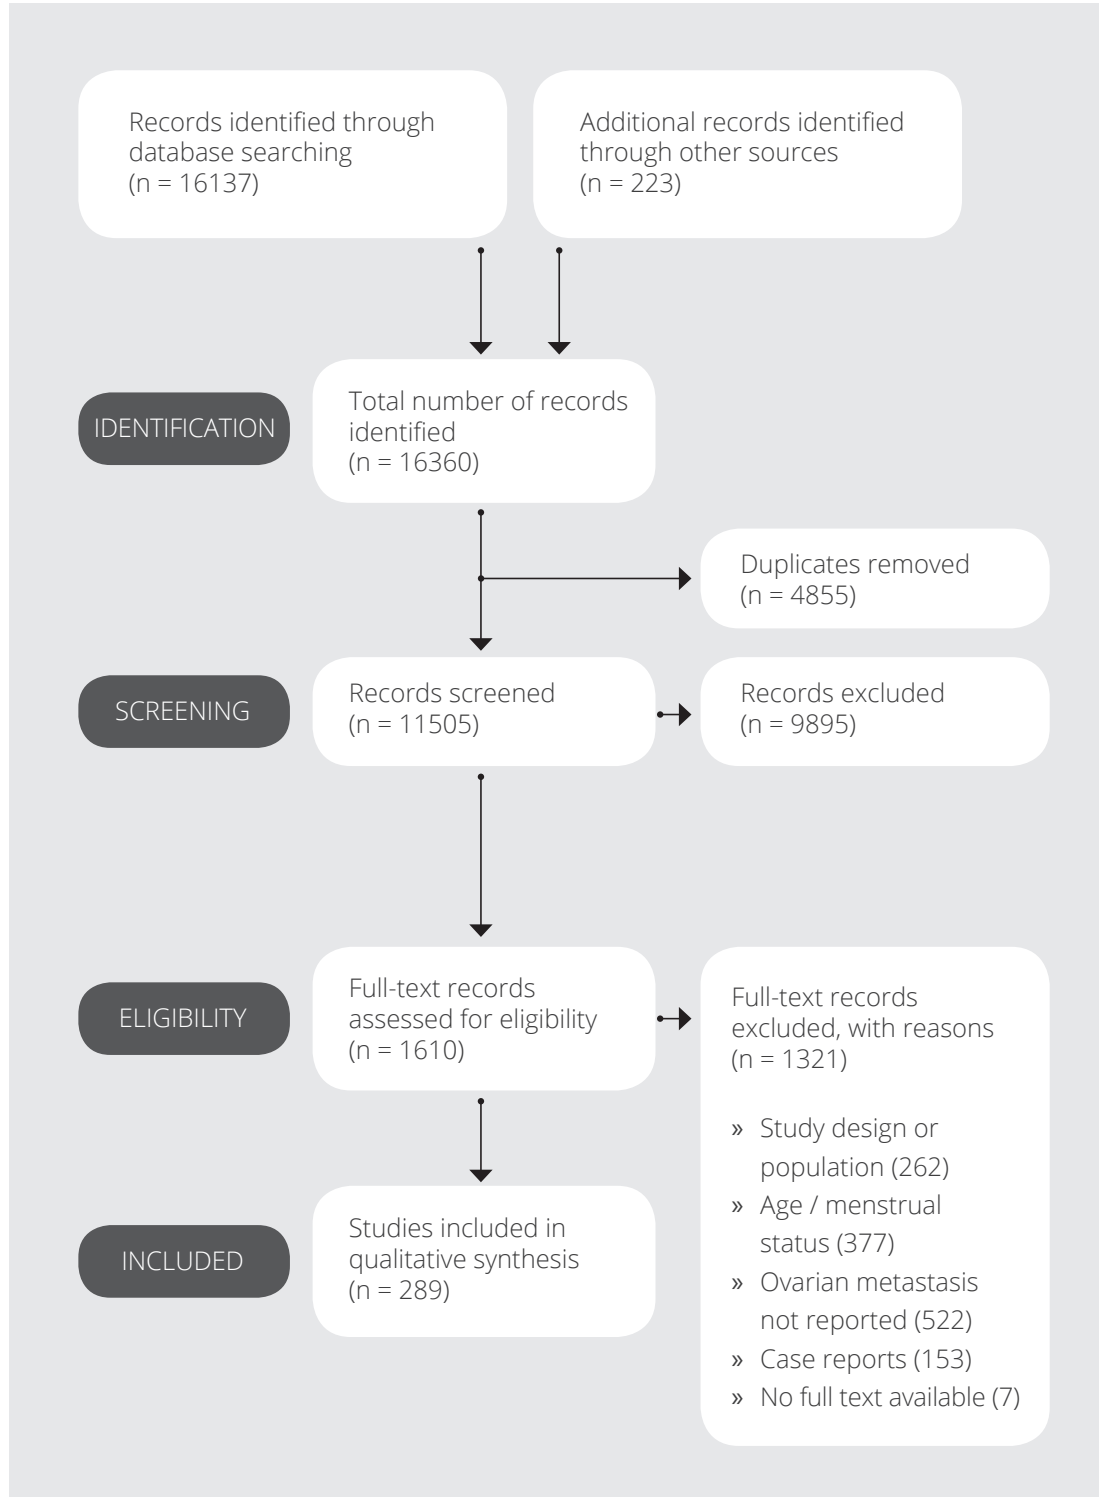 Records identified through
database searching
(n = 16137)
Additional records identified
through other sources
(n = 223)
IDENTIFICATION
Total number of records
identified
(n = 16360)
Duplicates removed
(n = 4855)
SCREENING
Records screened
(n = 11505)
Records excluded
(n = 9895)
ELIGIBILITY
Full-text records
assessed for eligibility
(n = 1610)
Full-text records
excluded, with reasons
(n = 1321)
» Study design or
population (262)
» Age / menstrual
status (377)
» Ovarian metastasis
not reported (522)
» Case reports (153)
» No full text available (7)
INCLUDED
Studies included in
qualitative synthesis
(n = 289)